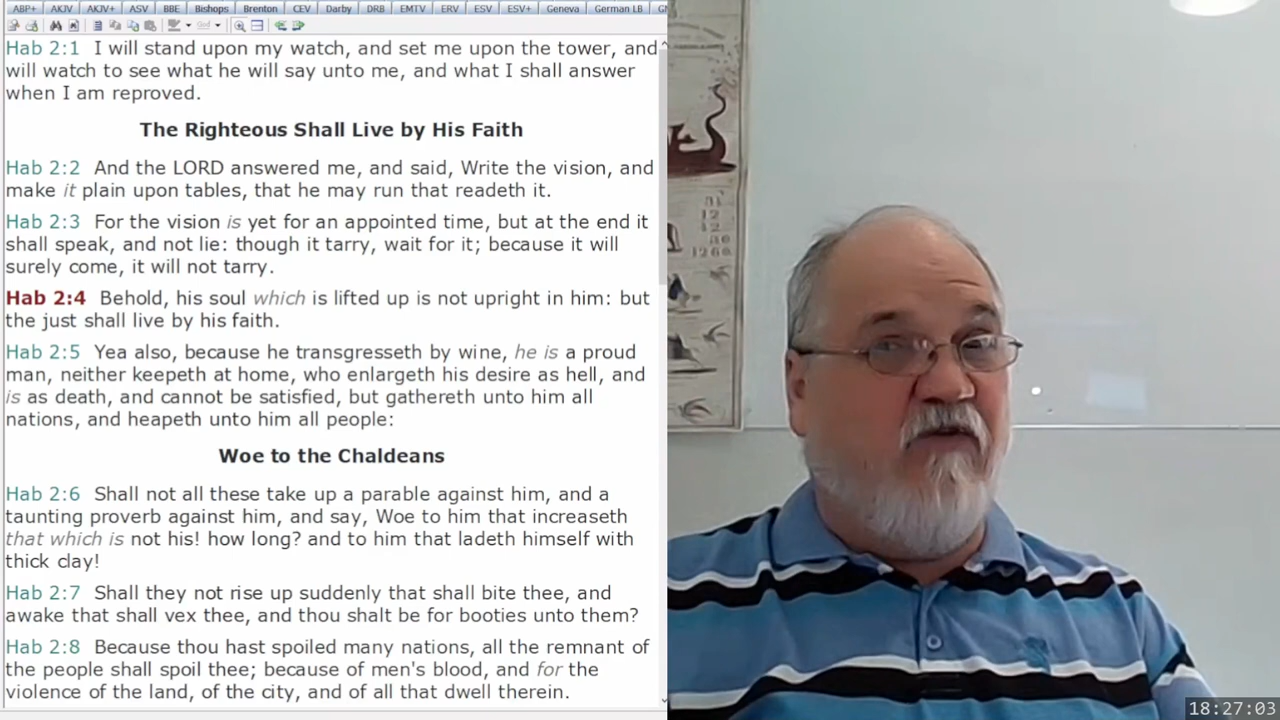 ABP+ AKJV AKJV+ ASV BBE Bishops Brenton CEV Darby DRB EMTV ERV ESV ESV+ Geneva German LB
Hab 2:1 I will stand upon my watch, and set me upon the tower, and
will watch to see what he will say unto me, and what I shall answer
when I am reproved.
The Righteous Shall Live by His Faith
Hab 2:2 And the LORD answered me, and said, Write the vision, and
make it plain upon tables, that he may run that readeth it.
Hab 2:3 For the vision is yet for an appointed time, but at the end it
shall speak, and not lie: though it tarry, wait for it; because it will
surely come, it will not tarry.
Hab 2:4 Behold, his soul which is lifted up is not upright in him: but
the just shall live by his faith.
Hab 2:5 Yea also, because he transgresseth by wine, he is a proud
man, neither keepeth at home, who enlargeth his desire as hell, and
is as death, and cannot be satisfied, but gathereth unto him all
nations, and heapeth unto him all people:
Woe to the Chaldeans
Hab 2:6 Shall not all these take up a parable against him, and a
taunting proverb against him, and say, Woe to him that increaseth
that which is not his! how long? and to him that ladeth himself with
thick clay!
Hab 2:7 Shall they not rise up suddenly that shall bite thee, and
awake that shall vex thee, and thou shalt be for booties unto them?
Hab 2:8 Because thou hast spoiled many nations, all the remnant of
the people shall spoil thee; because of men's blood, and for the
violence of the land, of the city, and of all that dwell therein.
12
1260
18:27:03